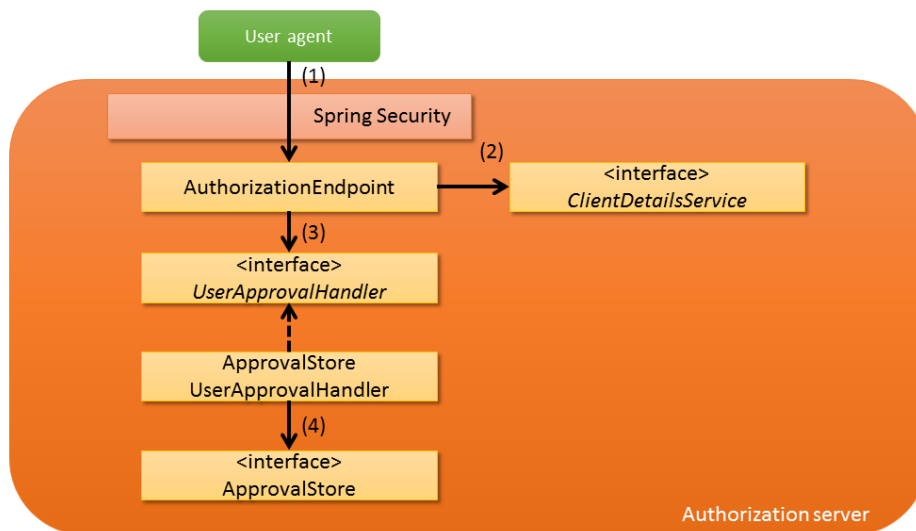 User agent
(1)
Spring Security
(2)
AuthorizationEndpoint
<interface>
ClientDetailsService
(3)
<interface>
UserApprovalHandler
ApprovalStore
UserApprovalHandler
(4)
<interface>
ApprovalStore
Authorization server